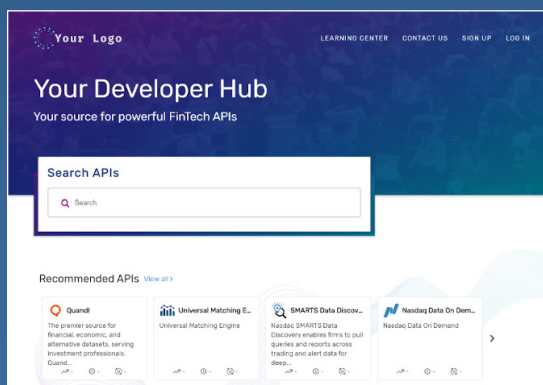 Your Logo
LEARNING CENTER CONTACT US SIGN UP LOG IN
Your Developer Hub
Your source for powerful FinTech APIs
Search APIs
Search
Recommended APIs View all >
Quandl
The premier source for
financial, economic, and
alternative datasets, serving
investment professionals.
Quand...
Universal Matching E...
Universal Matching Engine
SMARTS Data Discov...
Nasdaq SMARTS Data
Discovery enables firms to pull
queries and reports across
trading and alert data for
deep...
Nasdaq Data On Dem...
Nasdaq Data On Demand